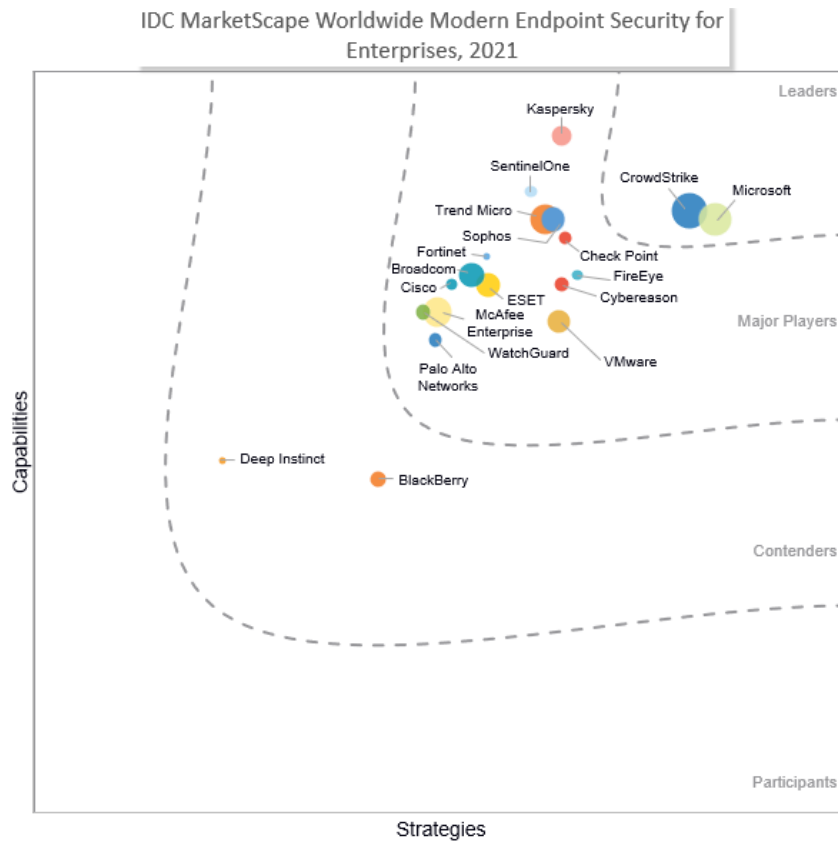 IDC MarketScape Worldwide Modern Endpoint Security for
Enterprises, 2021
Leaders
Kaspersky
SentinelOne
CrowdStrike
Microsoft
Trend Micro
Sophos
Check Point
Fortinet
Broadcom
FireEye
Cisco
ESET
Cybereason
McAfee
Enterprise
Major Players
WatchGuard
VMware
Palo Alto
Networks
Capabilities
Deep Instinct
BlackBerry
Contenders
Participants
Strategies